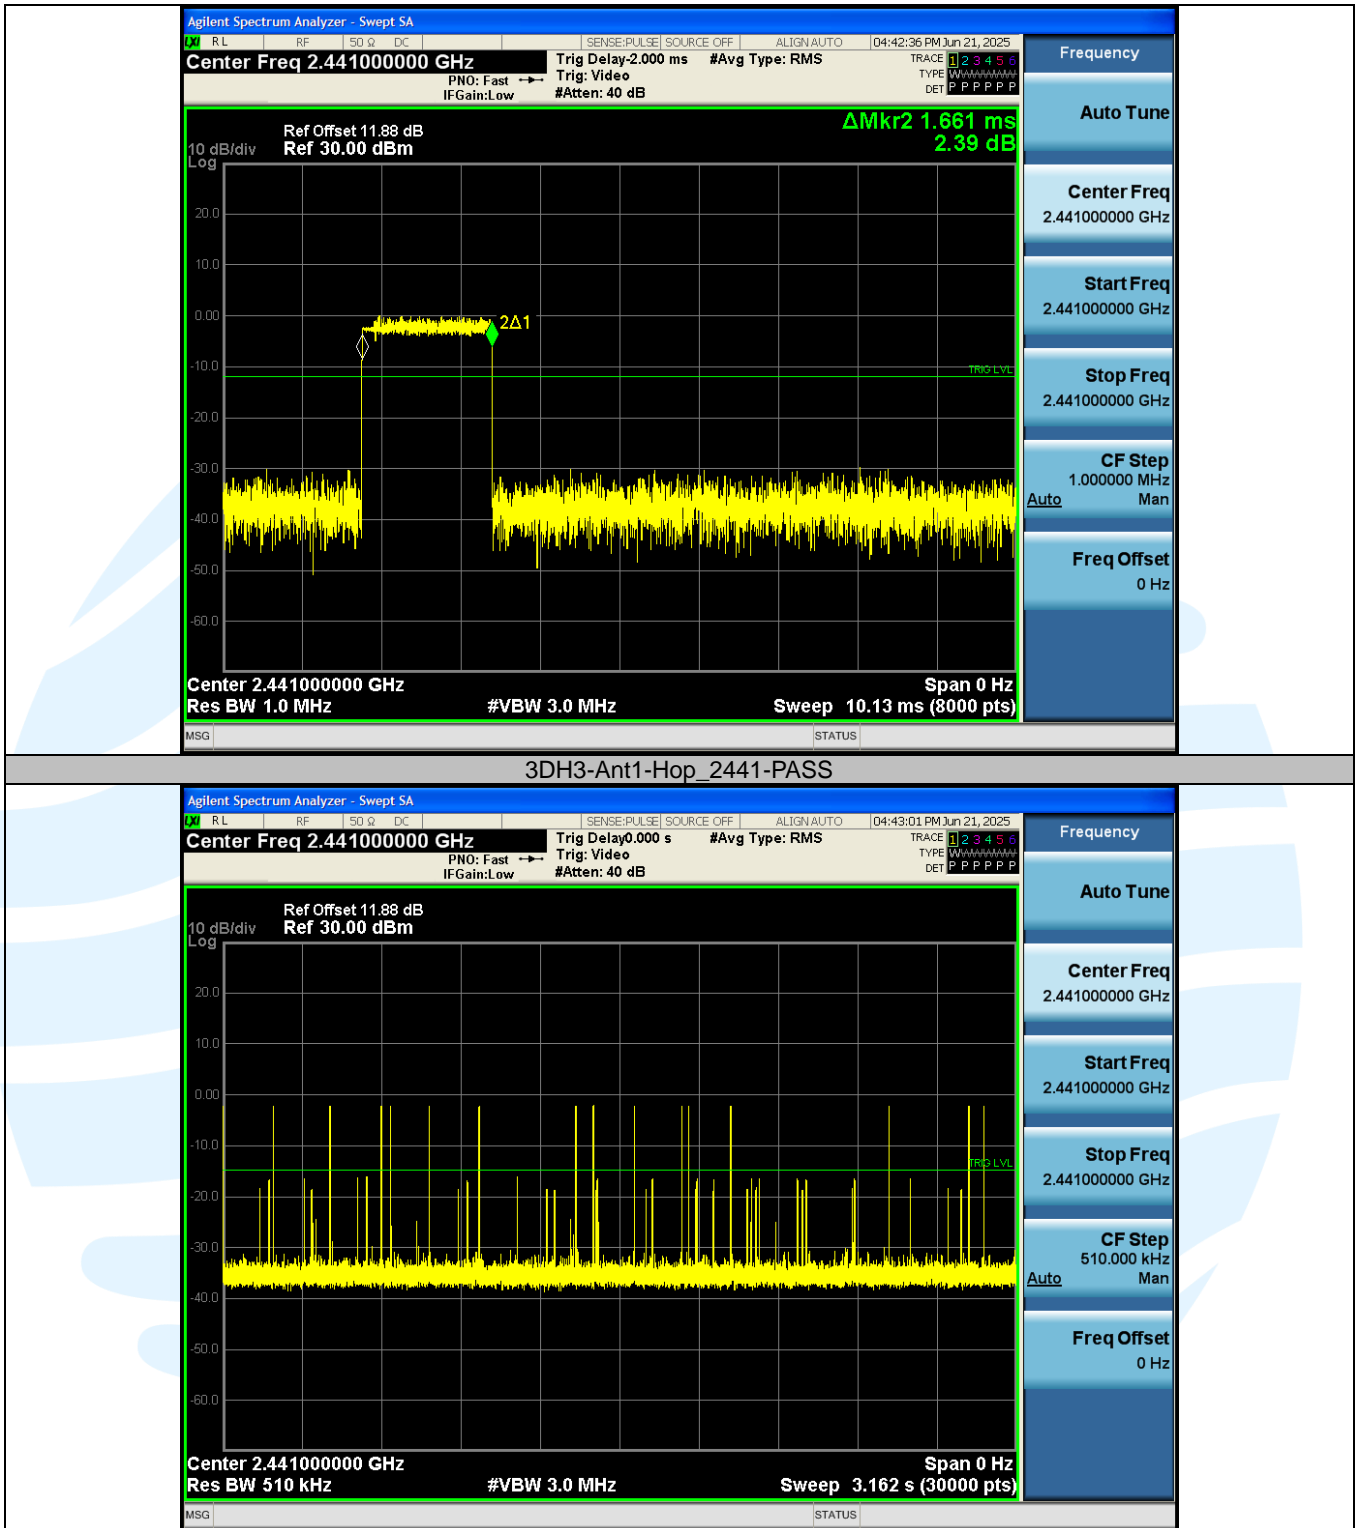 Agilent Spectrum Analyzer - Swept SA
LXI RL RF 50 Ω DC SENSE:PULSE SOURCE OFF ALIGN AUTO 04:42:36 PM Jun 21, 2025
Center Freq 2.441000000 GHz
PNO: Fast
IFGain:Low
Trig Delay-2.000 ms #Avg Type: RMS
Trig: Video
#Atten: 40 dB
TRACE 1 2 3 4 5 6
TYPE WWWWWW
DET P P P P P P
Ref Offset 11.88 dB
10 dB/div Ref 30.00 dBm
Log
ΔMkr2 1.661 ms
2.39 dB
20.0
10.0
0.00
2Δ1
-10.0
TRIG LVL
-20.0
-30.0
-40.0
-50.0
-60.0
Center 2.441000000 GHz Span 0 Hz
Res BW 1.0 MHz #VBW 3.0 MHz Sweep 10.13 ms (8000 pts)
MSG STATUS
Frequency
Auto Tune
Center Freq
2.441000000 GHz
Start Freq
2.441000000 GHz
Stop Freq
2.441000000 GHz
CF Step
1.000000 MHz
Auto Man
Freq Offset
0 Hz
3DH3-Ant1-Hop_2441-PASS
Agilent Spectrum Analyzer - Swept SA
LXI RL RF 50 Ω DC SENSE:PULSE SOURCE OFF ALIGN AUTO 04:43:01 PM Jun 21, 2025
Center Freq 2.441000000 GHz
PNO: Fast
IFGain:Low
Trig Delay0.000 s #Avg Type: RMS
Trig: Video
#Atten: 40 dB
TRACE 1 2 3 4 5 6
TYPE WWWWWW
DET P P P P P P
Ref Offset 11.88 dB
10 dB/div Ref 30.00 dBm
Log
20.0
10.0
0.00
-10.0
TRIG LVL
-20.0
-30.0
-40.0
-50.0
-60.0
Center 2.441000000 GHz Span 0 Hz
Res BW 510 kHz #VBW 3.0 MHz Sweep 3.162 s (30000 pts)
MSG STATUS
Frequency
Auto Tune
Center Freq
2.441000000 GHz
Start Freq
2.441000000 GHz
Stop Freq
2.441000000 GHz
CF Step
510.000 kHz
Auto Man
Freq Offset
0 Hz